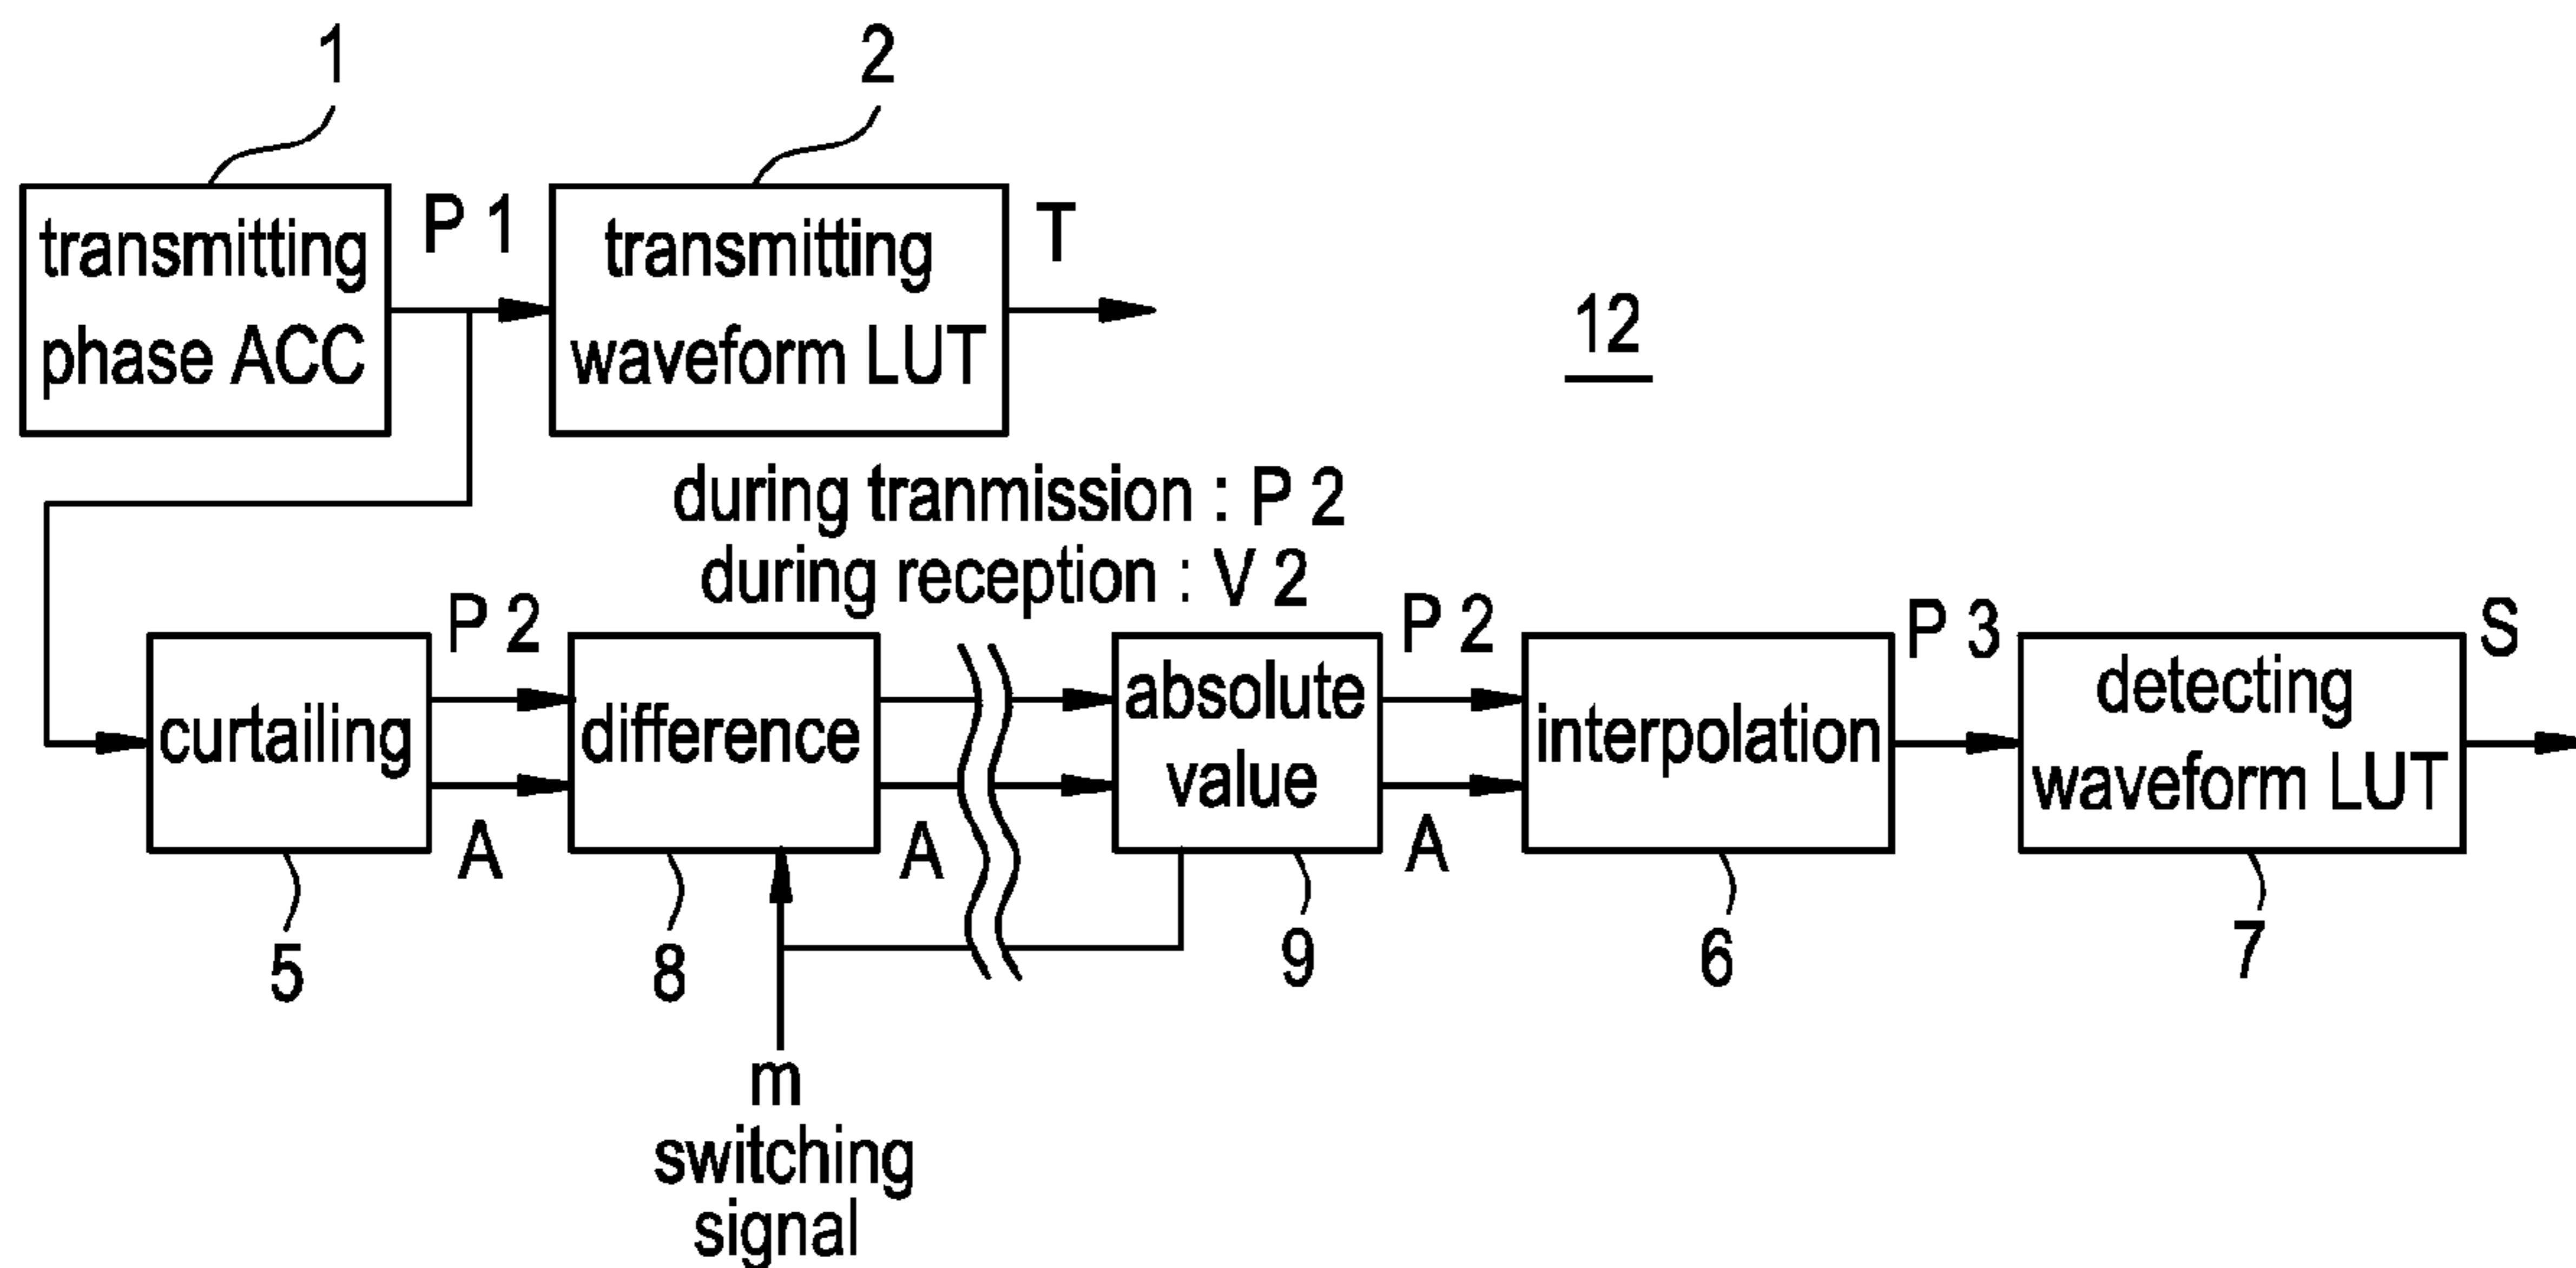 1
2
transmitting
phase ACC
P 1
transmitting
waveform LUT
T
12
during tranmission : P 2
during reception : V 2
P 2
P 2
P 3
S
curtailing
difference
absolute
value
interpolation
detecting
waveform LUT
A
A
A
5
8
9
6
7
m
switching
signal